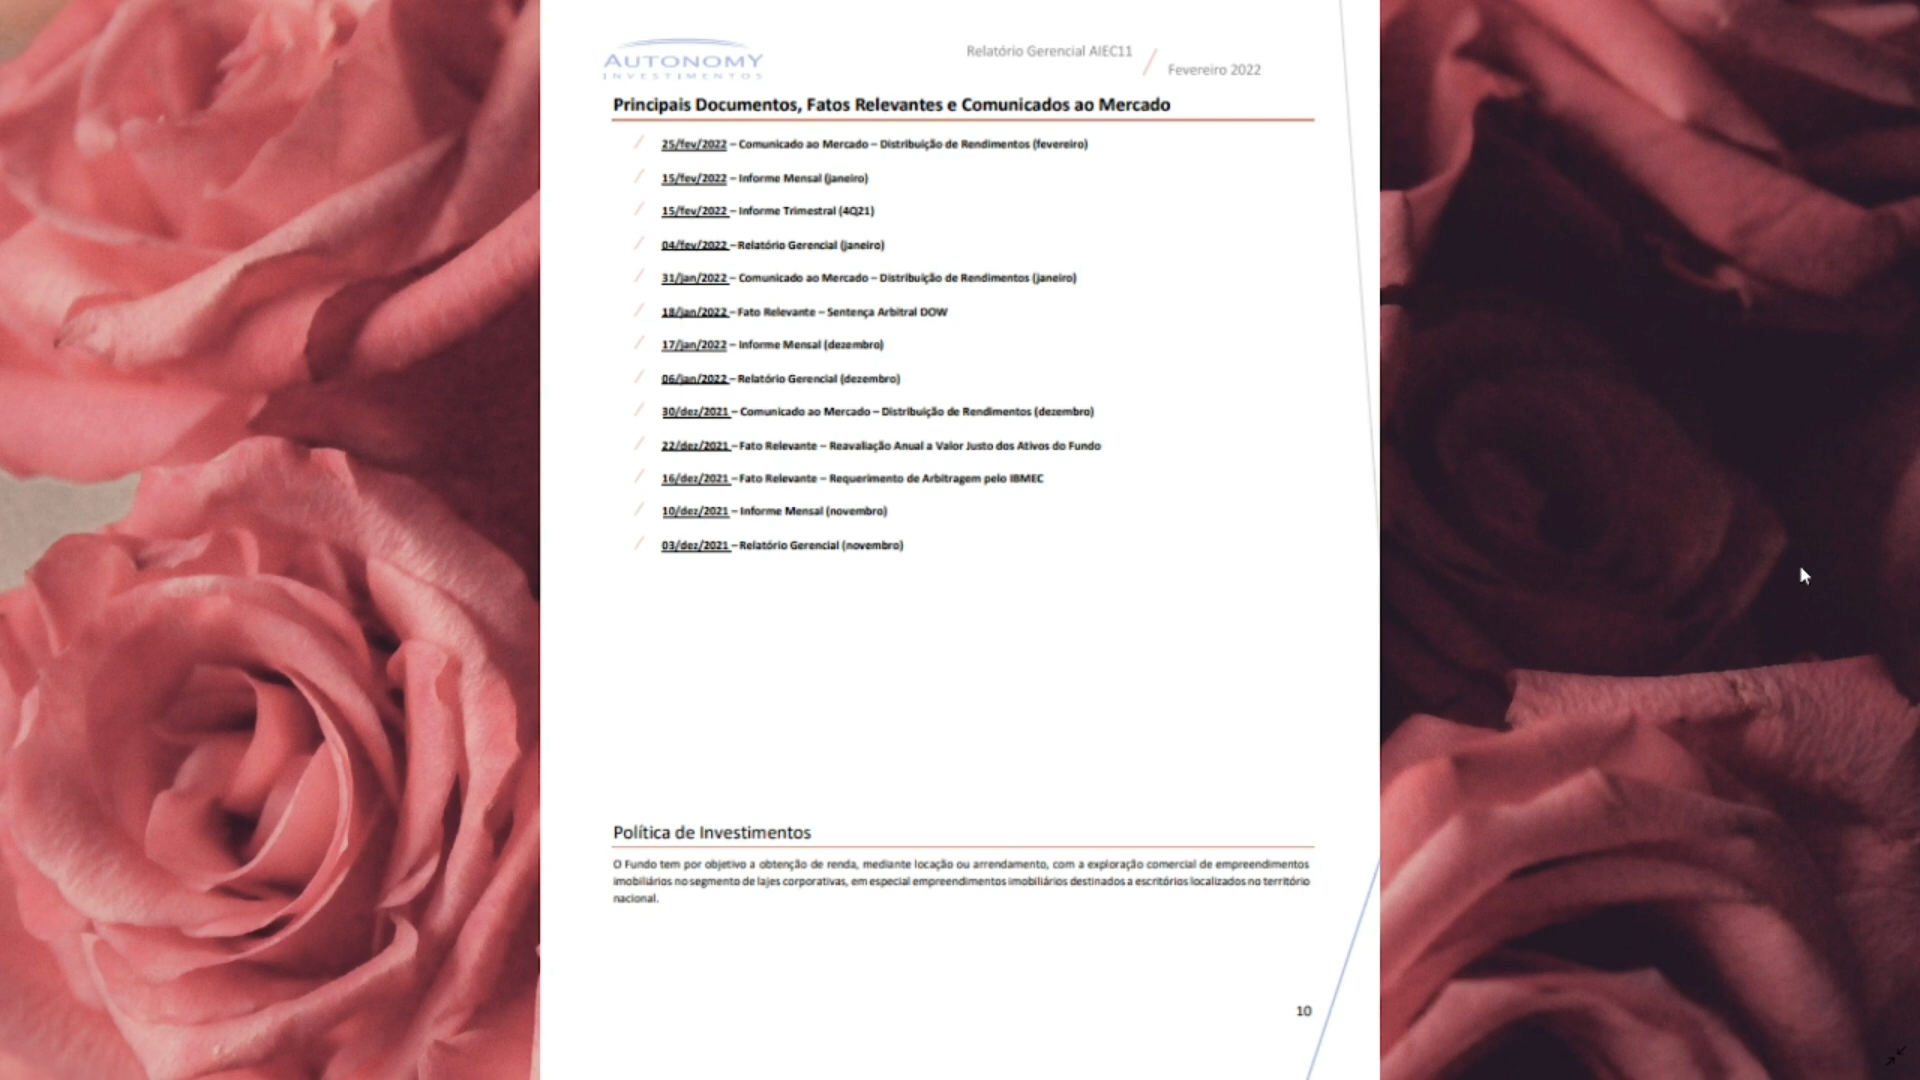 AUTONOMY
INVESTIMENTOS
Relatório Gerencial AIEC11
Fevereiro 2022
Principais Documentos, Fatos Relevantes e Comunicados ao Mercado
25/fev/2022 – Comunicado ao Mercado – Distribuição de Rendimentos (fevereiro)
15/fev/2022 – Informe Mensal (janeiro)
15/fev/2022 – Informe Trimestral (4Q21)
04/fev/2022 – Relatório Gerencial (janeiro)
31/jan/2022 – Comunicado ao Mercado – Distribuição de Rendimentos (janeiro)
18/jan/2022 – Fato Relevante – Sentença Arbitral DOW
17/jan/2022 – Informe Mensal (dezembro)
06/jan/2022 – Relatório Gerencial (dezembro)
30/dez/2021 – Comunicado ao Mercado – Distribuição de Rendimentos (dezembro)
22/dez/2021 – Fato Relevante – Reavaliação Anual a Valor Justo dos Ativos do Fundo
16/dez/2021 – Fato Relevante – Requerimento de Arbitragem pelo IBMEC
10/dez/2021 – Informe Mensal (novembro)
03/dez/2021 – Relatório Gerencial (novembro)
Política de Investimentos
O Fundo tem por objetivo a obtenção de renda, mediante locação ou arrendamento, com a exploração comercial de empreendimentos
imobiliários no segmento de lajes corporativas, em especial empreendimentos imobiliários destinados a escritórios localizados no território
nacional.
10